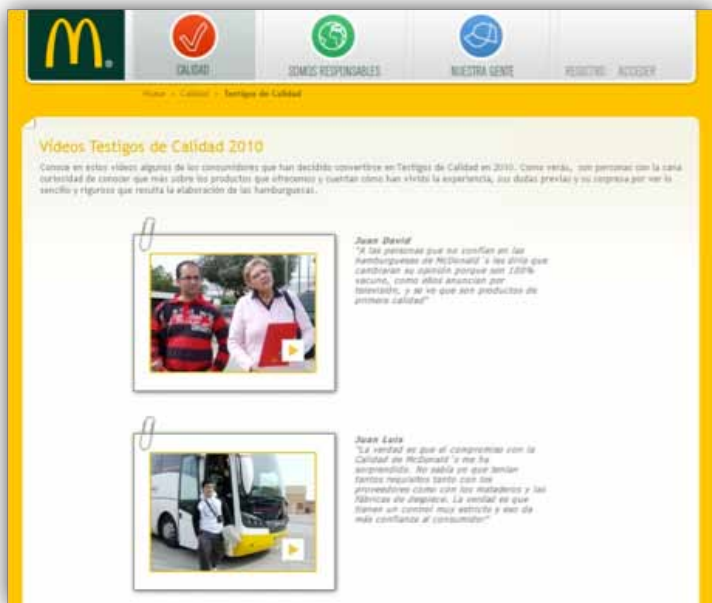 CALIDAD
SOMOS RESPONSABLES
NUESTRA GENTE
REGISTRO ACCEDER
Home > Calidad > Testigos de Calidad
Vídeos Testigos de Calidad 2010
Conoce en estos vídeos algunos de los consumidores que han decidido convertirse en Testigos de Calidad en 2010. Como verás, son personas con la sana
curiosidad de conocer que más sobre los productos que ofrecemos y cuentan cómo han vivido la experiencia, sus dudas previas y su sorpresa por ver lo
sencillo y riguroso que resulta la elaboración de las hamburguesas.
Juan David
"A las personas que no confíen en las
hamburguesas de McDonald´s les diría que
cambiaran su opinión porque son 100%
vacuno, como ellos anuncian por
televisión, y se ve que son productos de
primera calidad"
Juan Luis
"La verdad es que el compromiso con la
Calidad de McDonald´s me ha
sorprendido. No sabía yo que tenían
tantos requisitos tanto con los
proveedores como con los mataderos y las
fábricas de despiece. La verdad es que
tienen un control muy estricto y eso da
más confianza al consumidor"